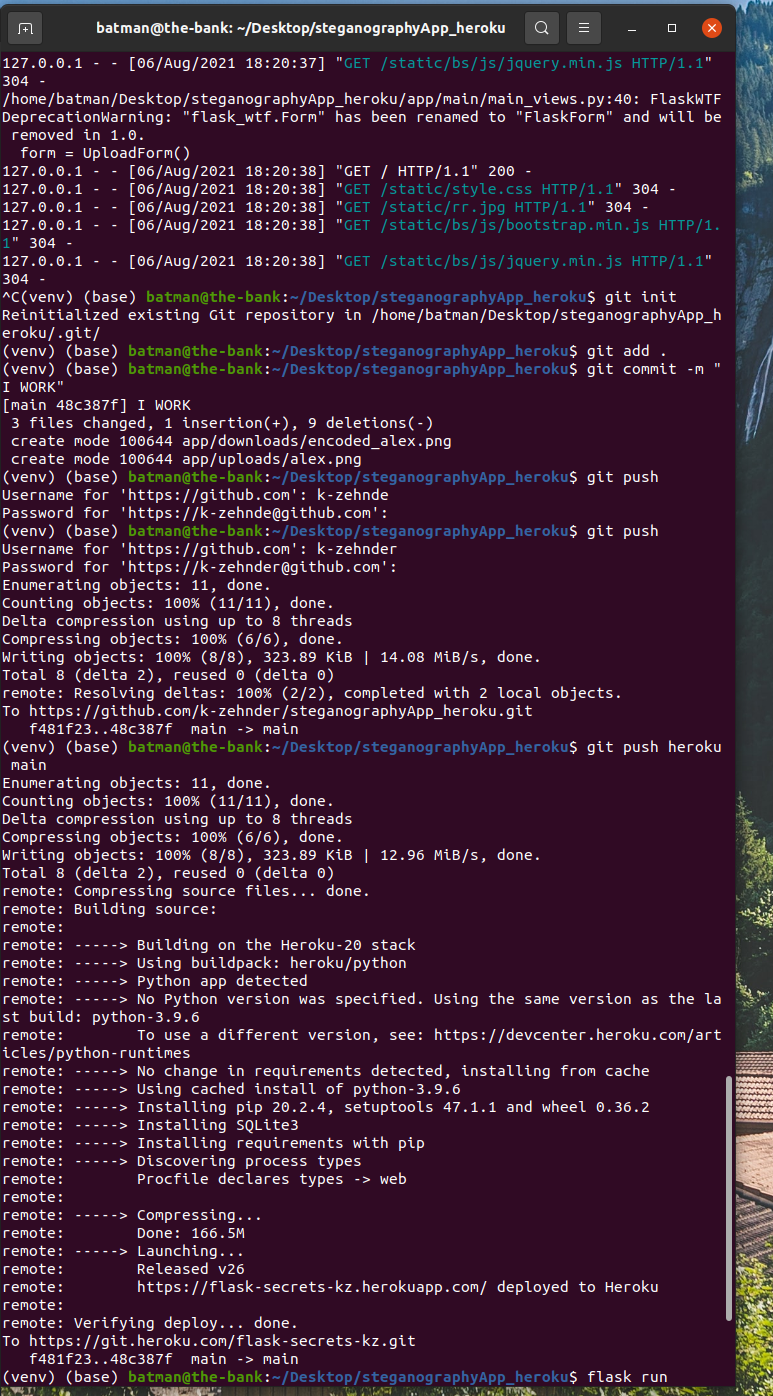 batman@the-bank: ~/Desktop/steganographyApp_heroku
127.0.0.1 - - [06/Aug/2021 18:20:37] "GET /static/bs/js/jquery.min.js HTTP/1.1"
304 -
/home/batman/Desktop/steganographyApp_heroku/app/main/main_views.py:40: FlaskWTF
DeprecationWarning: "flask_wtf.Form" has been renamed to "FlaskForm" and will be
 removed in 1.0.
  form = UploadForm()
127.0.0.1 - - [06/Aug/2021 18:20:38] "GET / HTTP/1.1" 200 -
127.0.0.1 - - [06/Aug/2021 18:20:38] "GET /static/style.css HTTP/1.1" 304 -
127.0.0.1 - - [06/Aug/2021 18:20:38] "GET /static/rr.jpg HTTP/1.1" 304 -
127.0.0.1 - - [06/Aug/2021 18:20:38] "GET /static/bs/js/bootstrap.min.js HTTP/1.
1" 304 -
127.0.0.1 - - [06/Aug/2021 18:20:38] "GET /static/bs/js/jquery.min.js HTTP/1.1"
304 -
^C(venv) (base) batman@the-bank:~/Desktop/steganographyApp_heroku$ git init
Reinitialized existing Git repository in /home/batman/Desktop/steganographyApp_h
eroku/.git/
(venv) (base) batman@the-bank:~/Desktop/steganographyApp_heroku$ git add .
(venv) (base) batman@the-bank:~/Desktop/steganographyApp_heroku$ git commit -m "
I WORK"
[main 48c387f] I WORK
 3 files changed, 1 insertion(+), 9 deletions(-)
 create mode 100644 app/downloads/encoded_alex.png
 create mode 100644 app/uploads/alex.png
(venv) (base) batman@the-bank:~/Desktop/steganographyApp_heroku$ git push
Username for 'https://github.com': k-zehnde
Password for 'https://k-zehnde@github.com':
(venv) (base) batman@the-bank:~/Desktop/steganographyApp_heroku$ git push
Username for 'https://github.com': k-zehnder
Password for 'https://k-zehnder@github.com':
Enumerating objects: 11, done.
Counting objects: 100% (11/11), done.
Delta compression using up to 8 threads
Compressing objects: 100% (6/6), done.
Writing objects: 100% (8/8), 323.89 KiB | 14.08 MiB/s, done.
Total 8 (delta 2), reused 0 (delta 0)
remote: Resolving deltas: 100% (2/2), completed with 2 local objects.
To https://github.com/k-zehnder/steganographyApp_heroku.git
   f481f23..48c387f  main -> main
(venv) (base) batman@the-bank:~/Desktop/steganographyApp_heroku$ git push heroku
 main
Enumerating objects: 11, done.
Counting objects: 100% (11/11), done.
Delta compression using up to 8 threads
Compressing objects: 100% (6/6), done.
Writing objects: 100% (8/8), 323.89 KiB | 12.96 MiB/s, done.
Total 8 (delta 2), reused 0 (delta 0)
remote: Compressing source files... done.
remote: Building source:
remote:
remote: -----> Building on the Heroku-20 stack
remote: -----> Using buildpack: heroku/python
remote: -----> Python app detected
remote: -----> No Python version was specified. Using the same version as the la
st build: python-3.9.6
remote:        To use a different version, see: https://devcenter.heroku.com/art
icles/python-runtimes
remote: -----> No change in requirements detected, installing from cache
remote: -----> Using cached install of python-3.9.6
remote: -----> Installing pip 20.2.4, setuptools 47.1.1 and wheel 0.36.2
remote: -----> Installing SQLite3
remote: -----> Installing requirements with pip
remote: -----> Discovering process types
remote:        Procfile declares types -> web
remote:
remote: -----> Compressing...
remote:        Done: 166.5M
remote: -----> Launching...
remote:        Released v26
remote:        https://flask-secrets-kz.herokuapp.com/ deployed to Heroku
remote:
remote: Verifying deploy... done.
To https://git.heroku.com/flask-secrets-kz.git
   f481f23..48c387f  main -> main
(venv) (base) batman@the-bank:~/Desktop/steganographyApp_heroku$ flask run